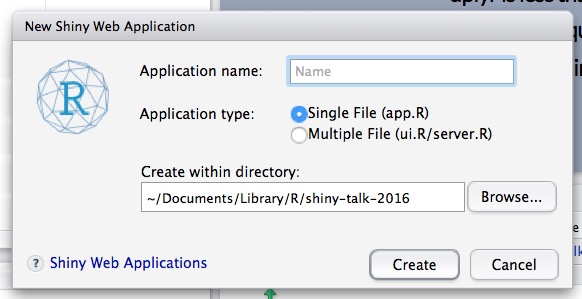 New Shiny Web Application
Application name: Name
R
Application type: Single File (app.R)
Multiple File (ui.R/server.R)
Create within directory:
~/Documents/Library/R/shiny-talk-2016 Browse...
? Shiny Web Applications Create Cancel